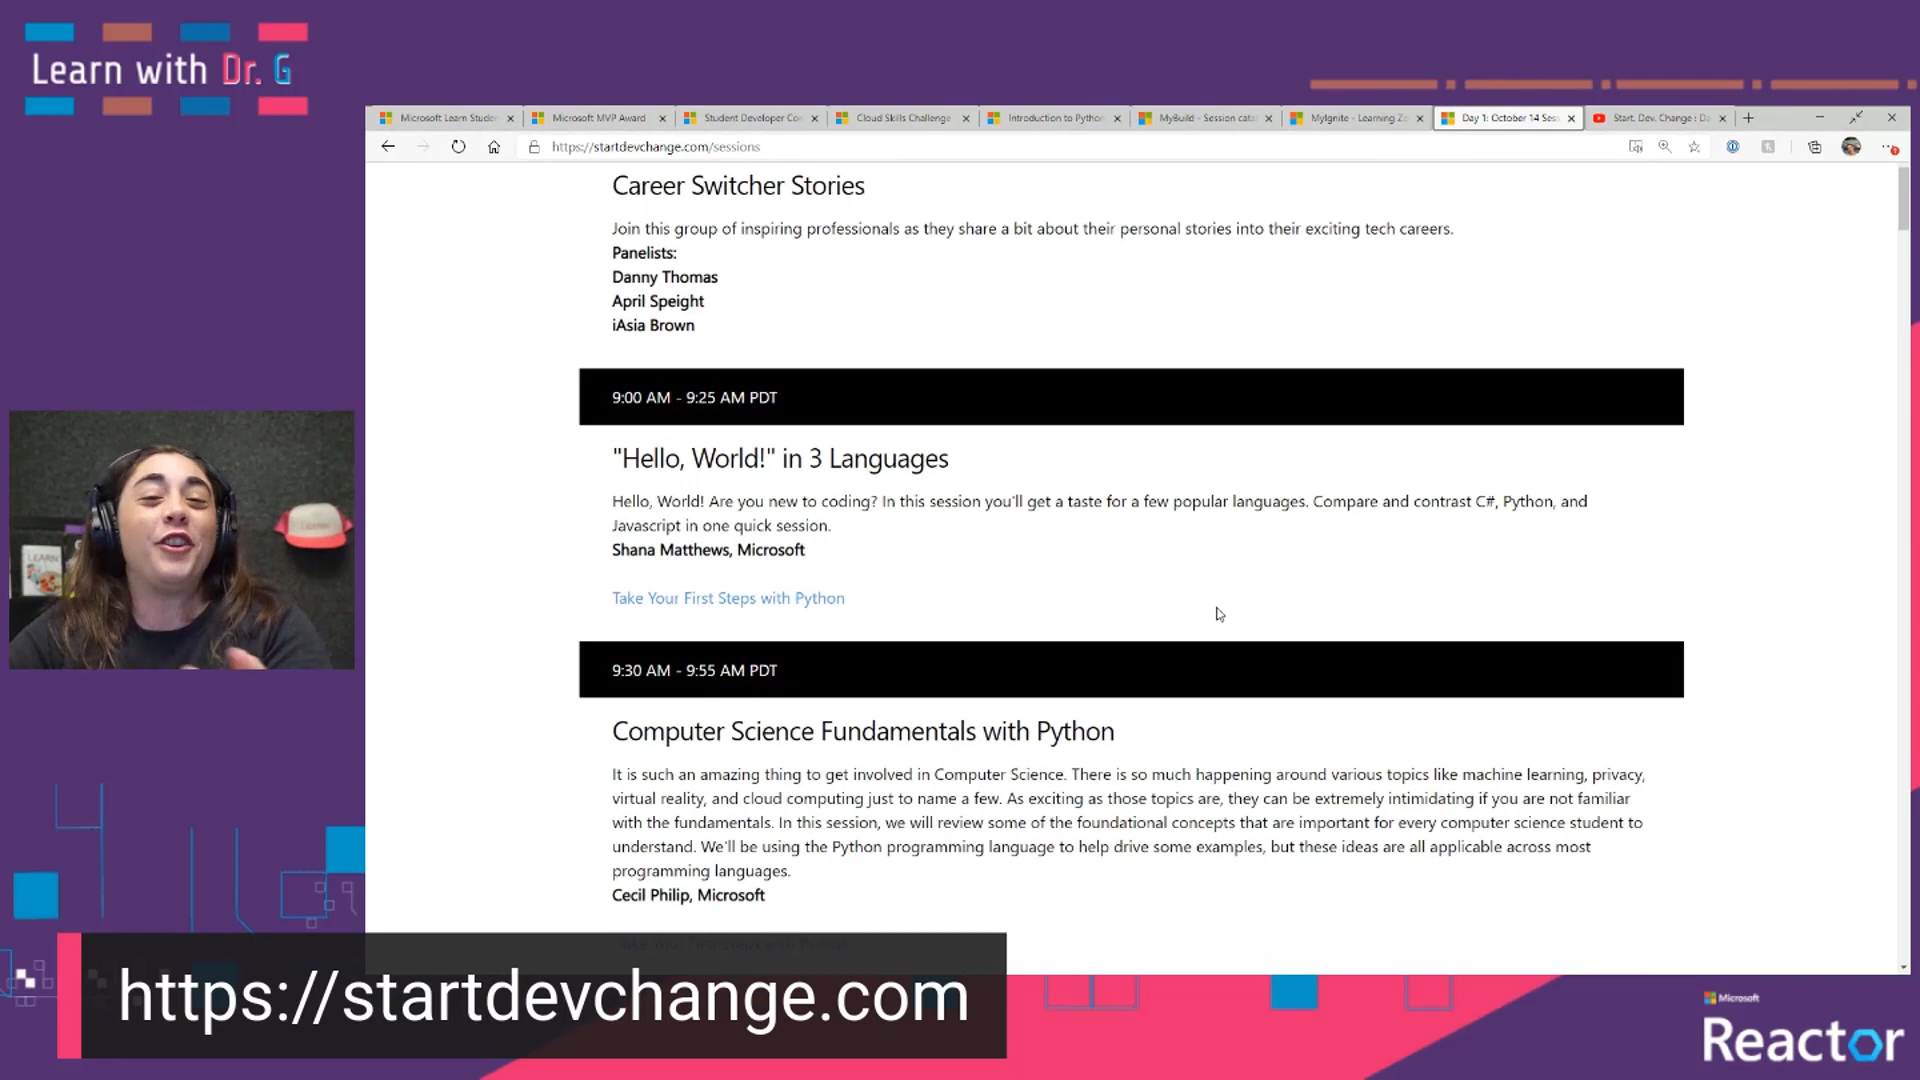 Learn with Dr. G
Microsoft Learn Studen
Microsoft MVP Award
Student Developer Co
Cloud Skills Challenge
Introduction to Python
MyBuild - Session cata
MyIgnite - Learning Zo
Day 1: October 14 Sess
Start. Dev. Change : Da
https://startdevchange.com/sessions
Career Switcher Stories
Join this group of inspiring professionals as they share a bit about their personal stories into their exciting tech careers.
Panelists:
Danny Thomas
April Speight
iAsia Brown
9:00 AM - 9:25 AM PDT
"Hello, World!" in 3 Languages
Hello, World! Are you new to coding? In this session you'll get a taste for a few popular languages. Compare and contrast C#, Python, and
Javascript in one quick session.
Shana Matthews, Microsoft
Take Your First Steps with Python
9:30 AM - 9:55 AM PDT
Computer Science Fundamentals with Python
It is such an amazing thing to get involved in Computer Science. There is so much happening around various topics like machine learning, privacy,
virtual reality, and cloud computing just to name a few. As exciting as those topics are, they can be extremely intimidating if you are not familiar
with the fundamentals. In this session, we will review some of the foundational concepts that are important for every computer science student to
understand. We'll be using the Python programming language to help drive some examples, but these ideas are all applicable across most
programming languages.
Cecil Philip, Microsoft
Take Your First Steps with Python
https://startdevchange.com
Microsoft
Reactor